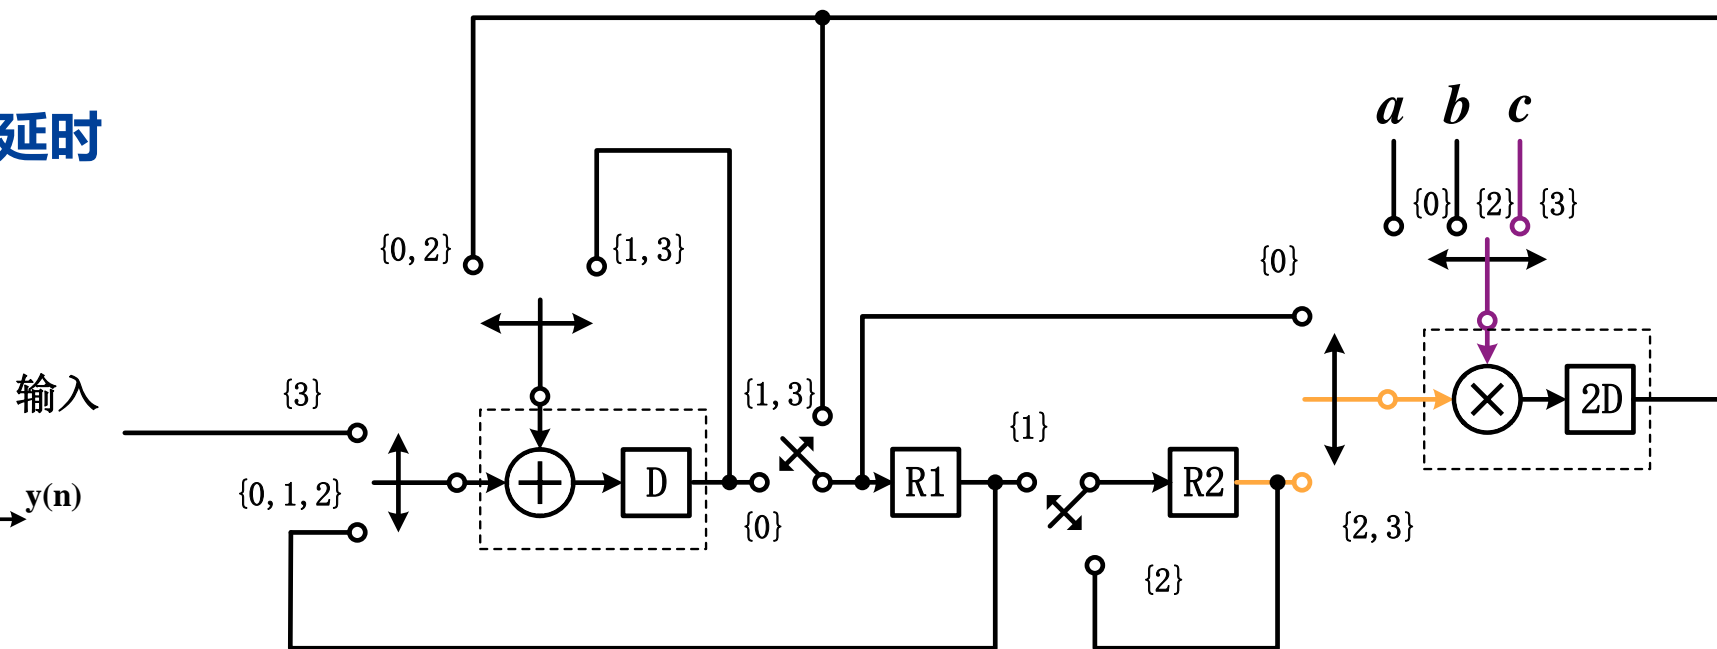 延时
a b c
{0} {2} {3}
{0,2} {1,3}
{0}
输入
{3}
{1,3}
{1}
{0,1,2}
D
R1
R2
2D
y(n)
{0}
{2,3}
{2}